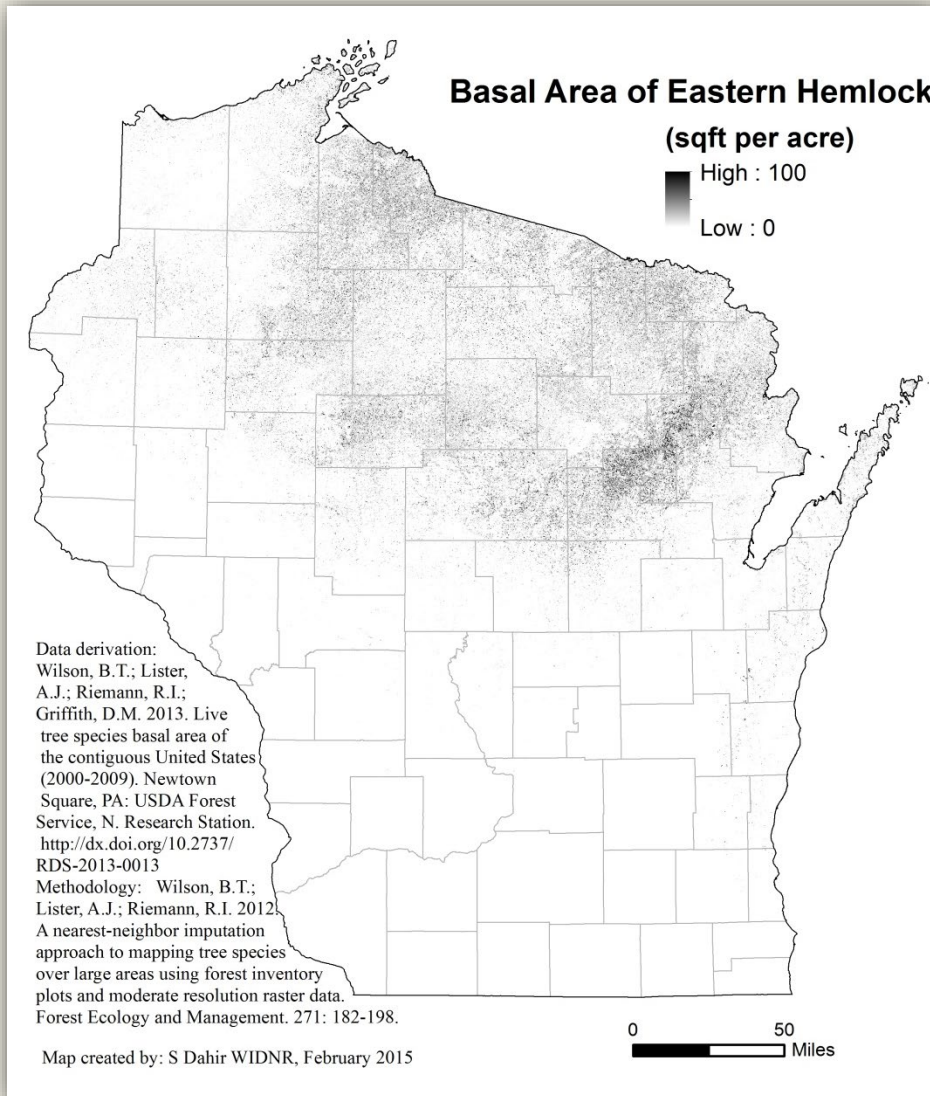 Basal Area of Eastern Hemlock
(sqft per acre)
High : 100
Low : 0
Data derivation:
Wilson, B.T.; Lister,
A.J.; Riemann, R.I.;
Griffith, D.M. 2013. Live
tree species basal area of
the contiguous United States
(2000-2009). Newtown
Square, PA: USDA Forest
Service, N. Research Station.
http://dx.doi.org/10.2737/
RDS-2013-0013
Methodology: Wilson, B.T.;
Lister, A.J.; Riemann, R.I. 2012.
A nearest-neighbor imputation
approach to mapping tree species
over large areas using forest inventory
plots and moderate resolution raster data.
Forest Ecology and Management. 271: 182-198.
Map created by: S Dahir WIDNR, February 2015
0 50
Miles